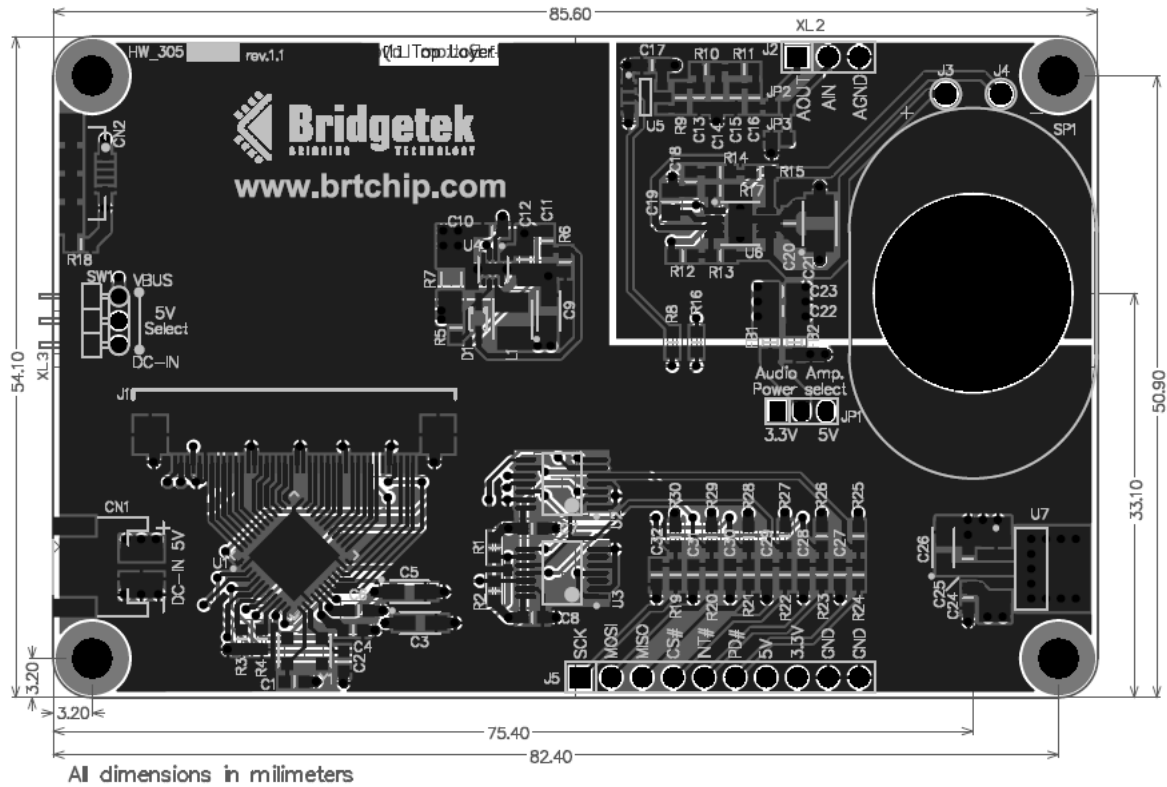 85.60
XL2
HW_305 rev.1.1
C17
R10
R11
J2
J3
J4
AOUT
AIN
AGND
JP2
U5
R9
C13
C14
C15
C16
JP3
SP1
+
−
CN2
Bridgetek
BRIDGING TECHNOLOGY
www.brtchip.com
C18
R14
R15
R17
C19
U6
R12
R13
C20
C21
C10
U4
C12
C11
R6
R7
R5
D1
L1
C9
R18
SW1
VBUS
5V
Select
DC-IN
XL3
C23
C22
R8
R16
Audio Amp.
Power select
JP1
3.3V
5V
54.10
50.90
33.10
J1
CN1
+
DC-IN 5V
R1
R2
U3
C8
C5
C3
C2
R3
R4
C1
R30
R29
R28
R27
R26
R25
C28
C27
R19
R20
R21
R22
R23
R24
SCK
MOSI
MISO
CS#
PD#
5V
3.3V
GND
GND
J5
U7
C26
C25
C24
3.20
3.20
75.40
82.40
All dimensions in milimeters